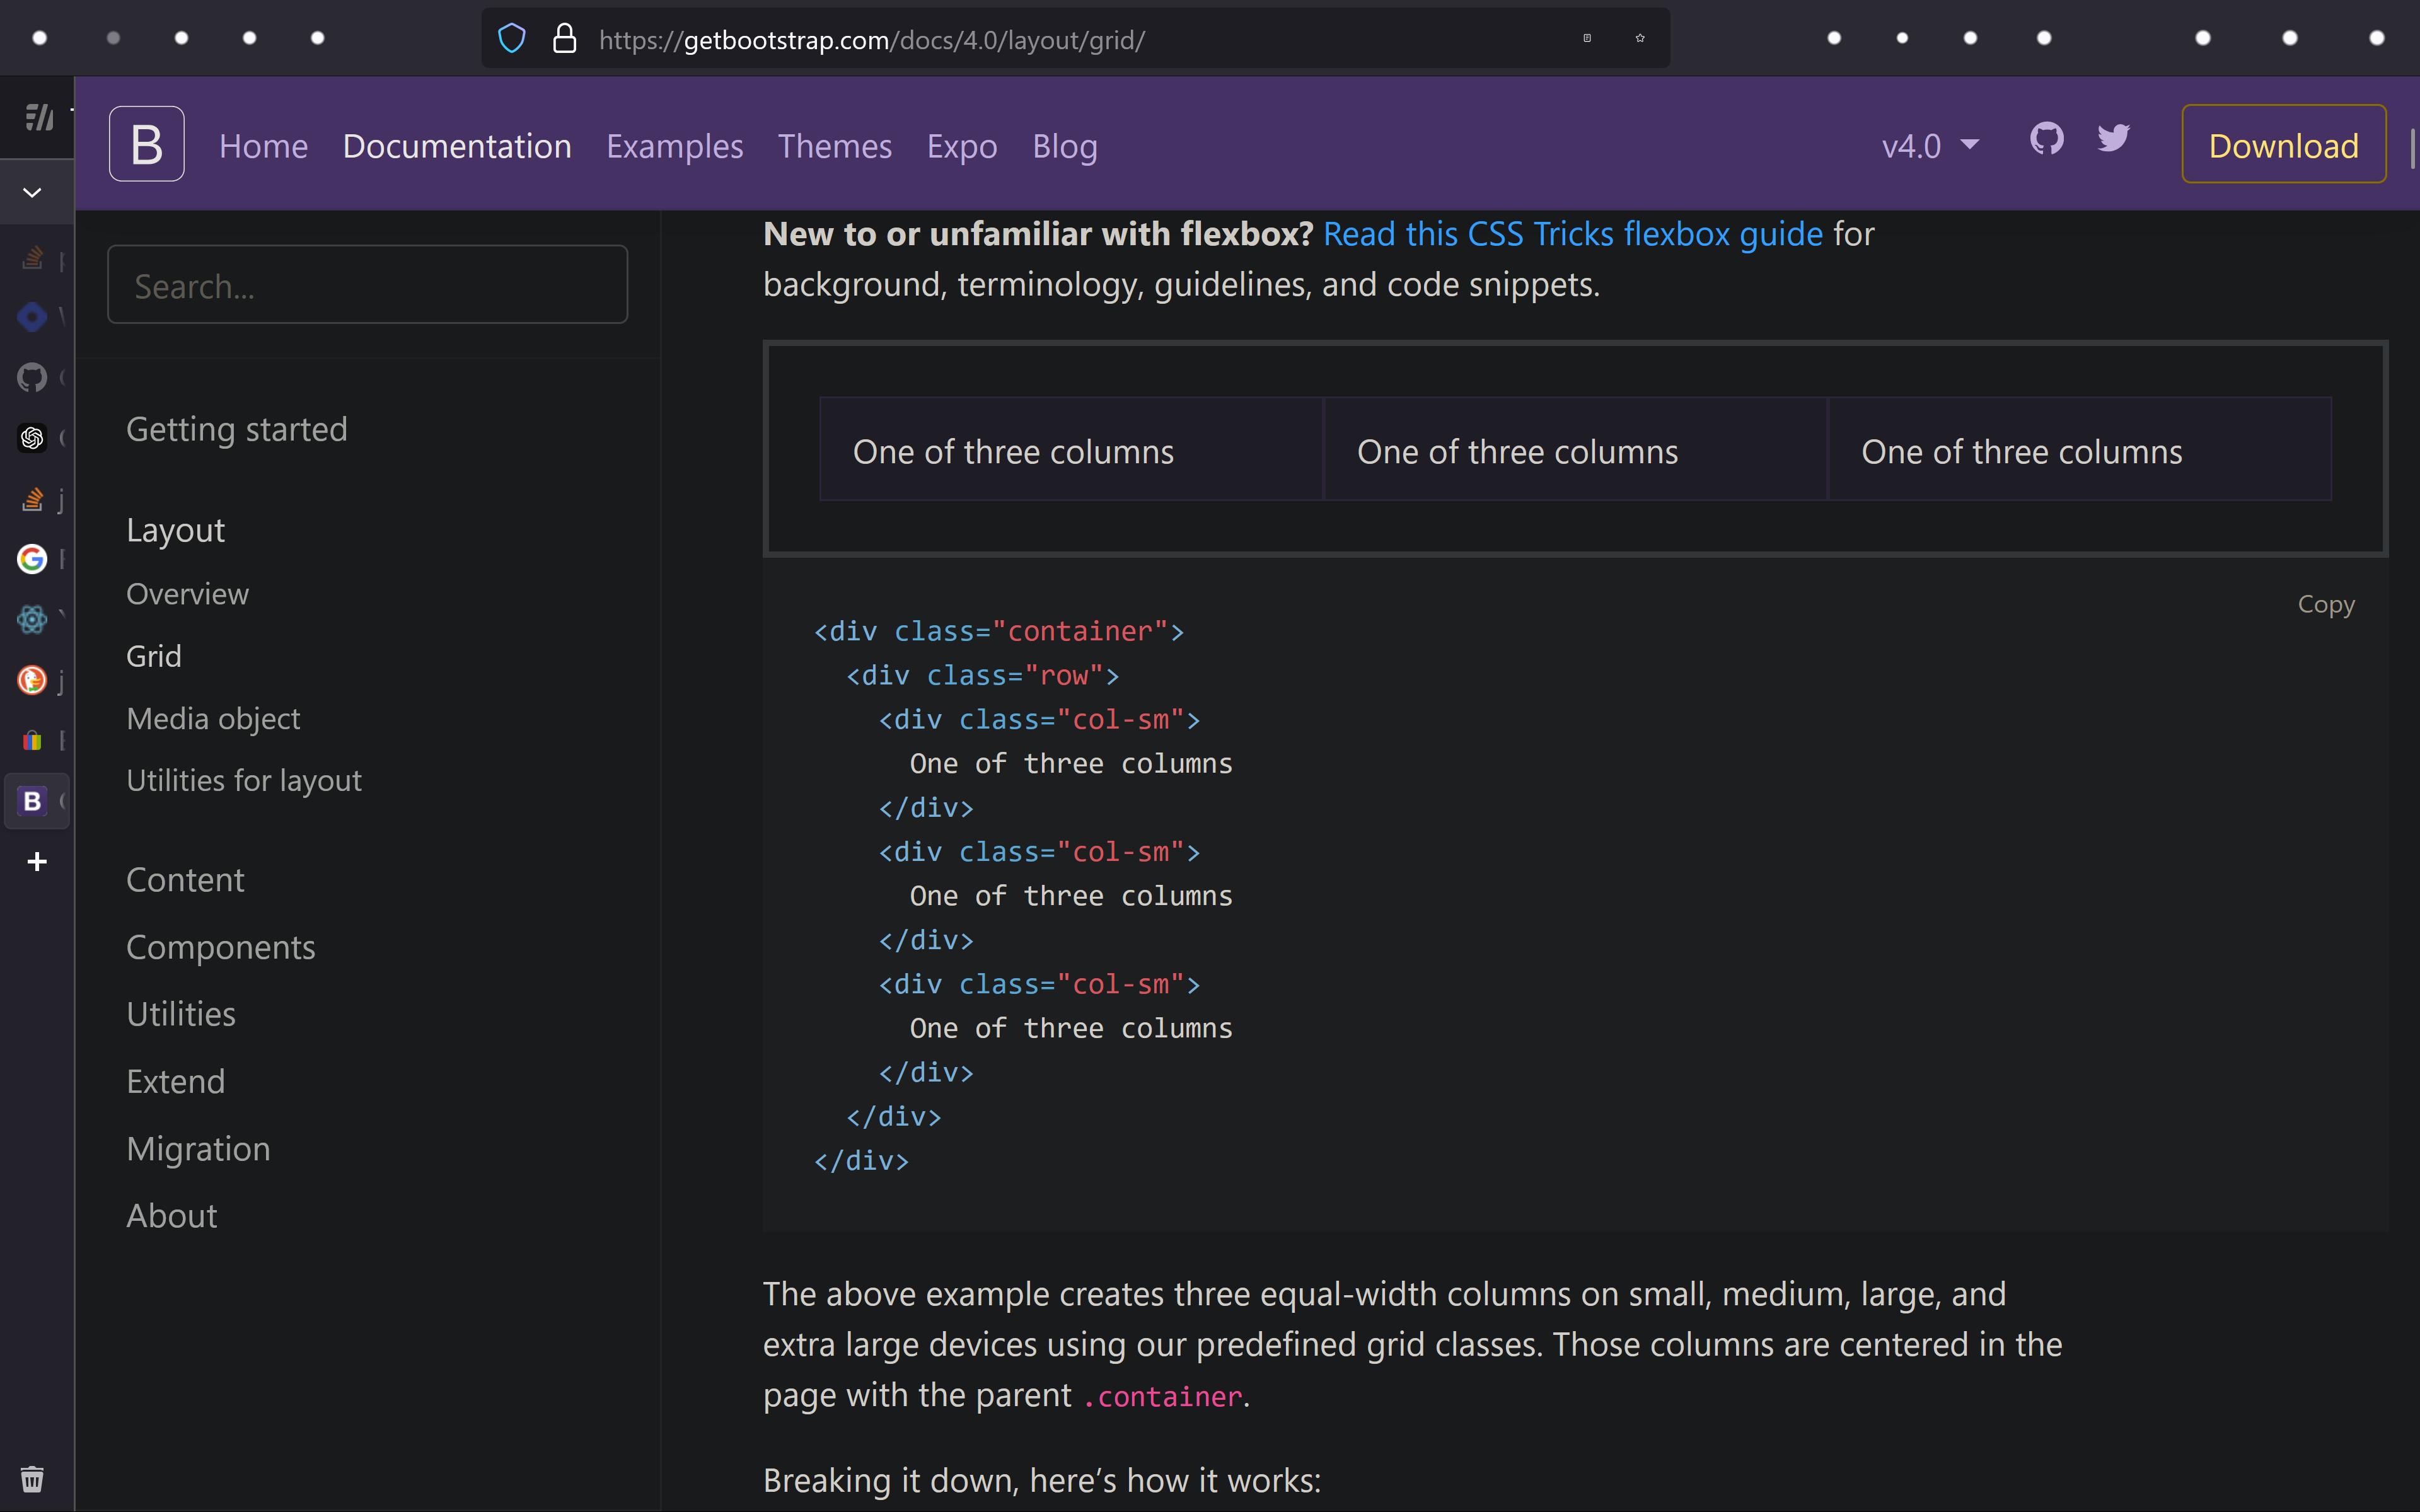 https://getbootstrap.com/docs/4.0/layout/grid/
B Home Documentation Examples Themes Expo Blog v4.0 Download
Search...
Getting started
Layout
Overview
Grid
Media object
Utilities for layout
Content
Components
Utilities
Extend
Migration
About
New to or unfamiliar with flexbox? Read this CSS Tricks flexbox guide for
background, terminology, guidelines, and code snippets.
One of three columns One of three columns One of three columns
Copy
<div class="container">
  <div class="row">
    <div class="col-sm">
      One of three columns
    </div>
    <div class="col-sm">
      One of three columns
    </div>
    <div class="col-sm">
      One of three columns
    </div>
  </div>
</div>
The above example creates three equal-width columns on small, medium, large, and
extra large devices using our predefined grid classes. Those columns are centered in the
page with the parent .container.
Breaking it down, here’s how it works: